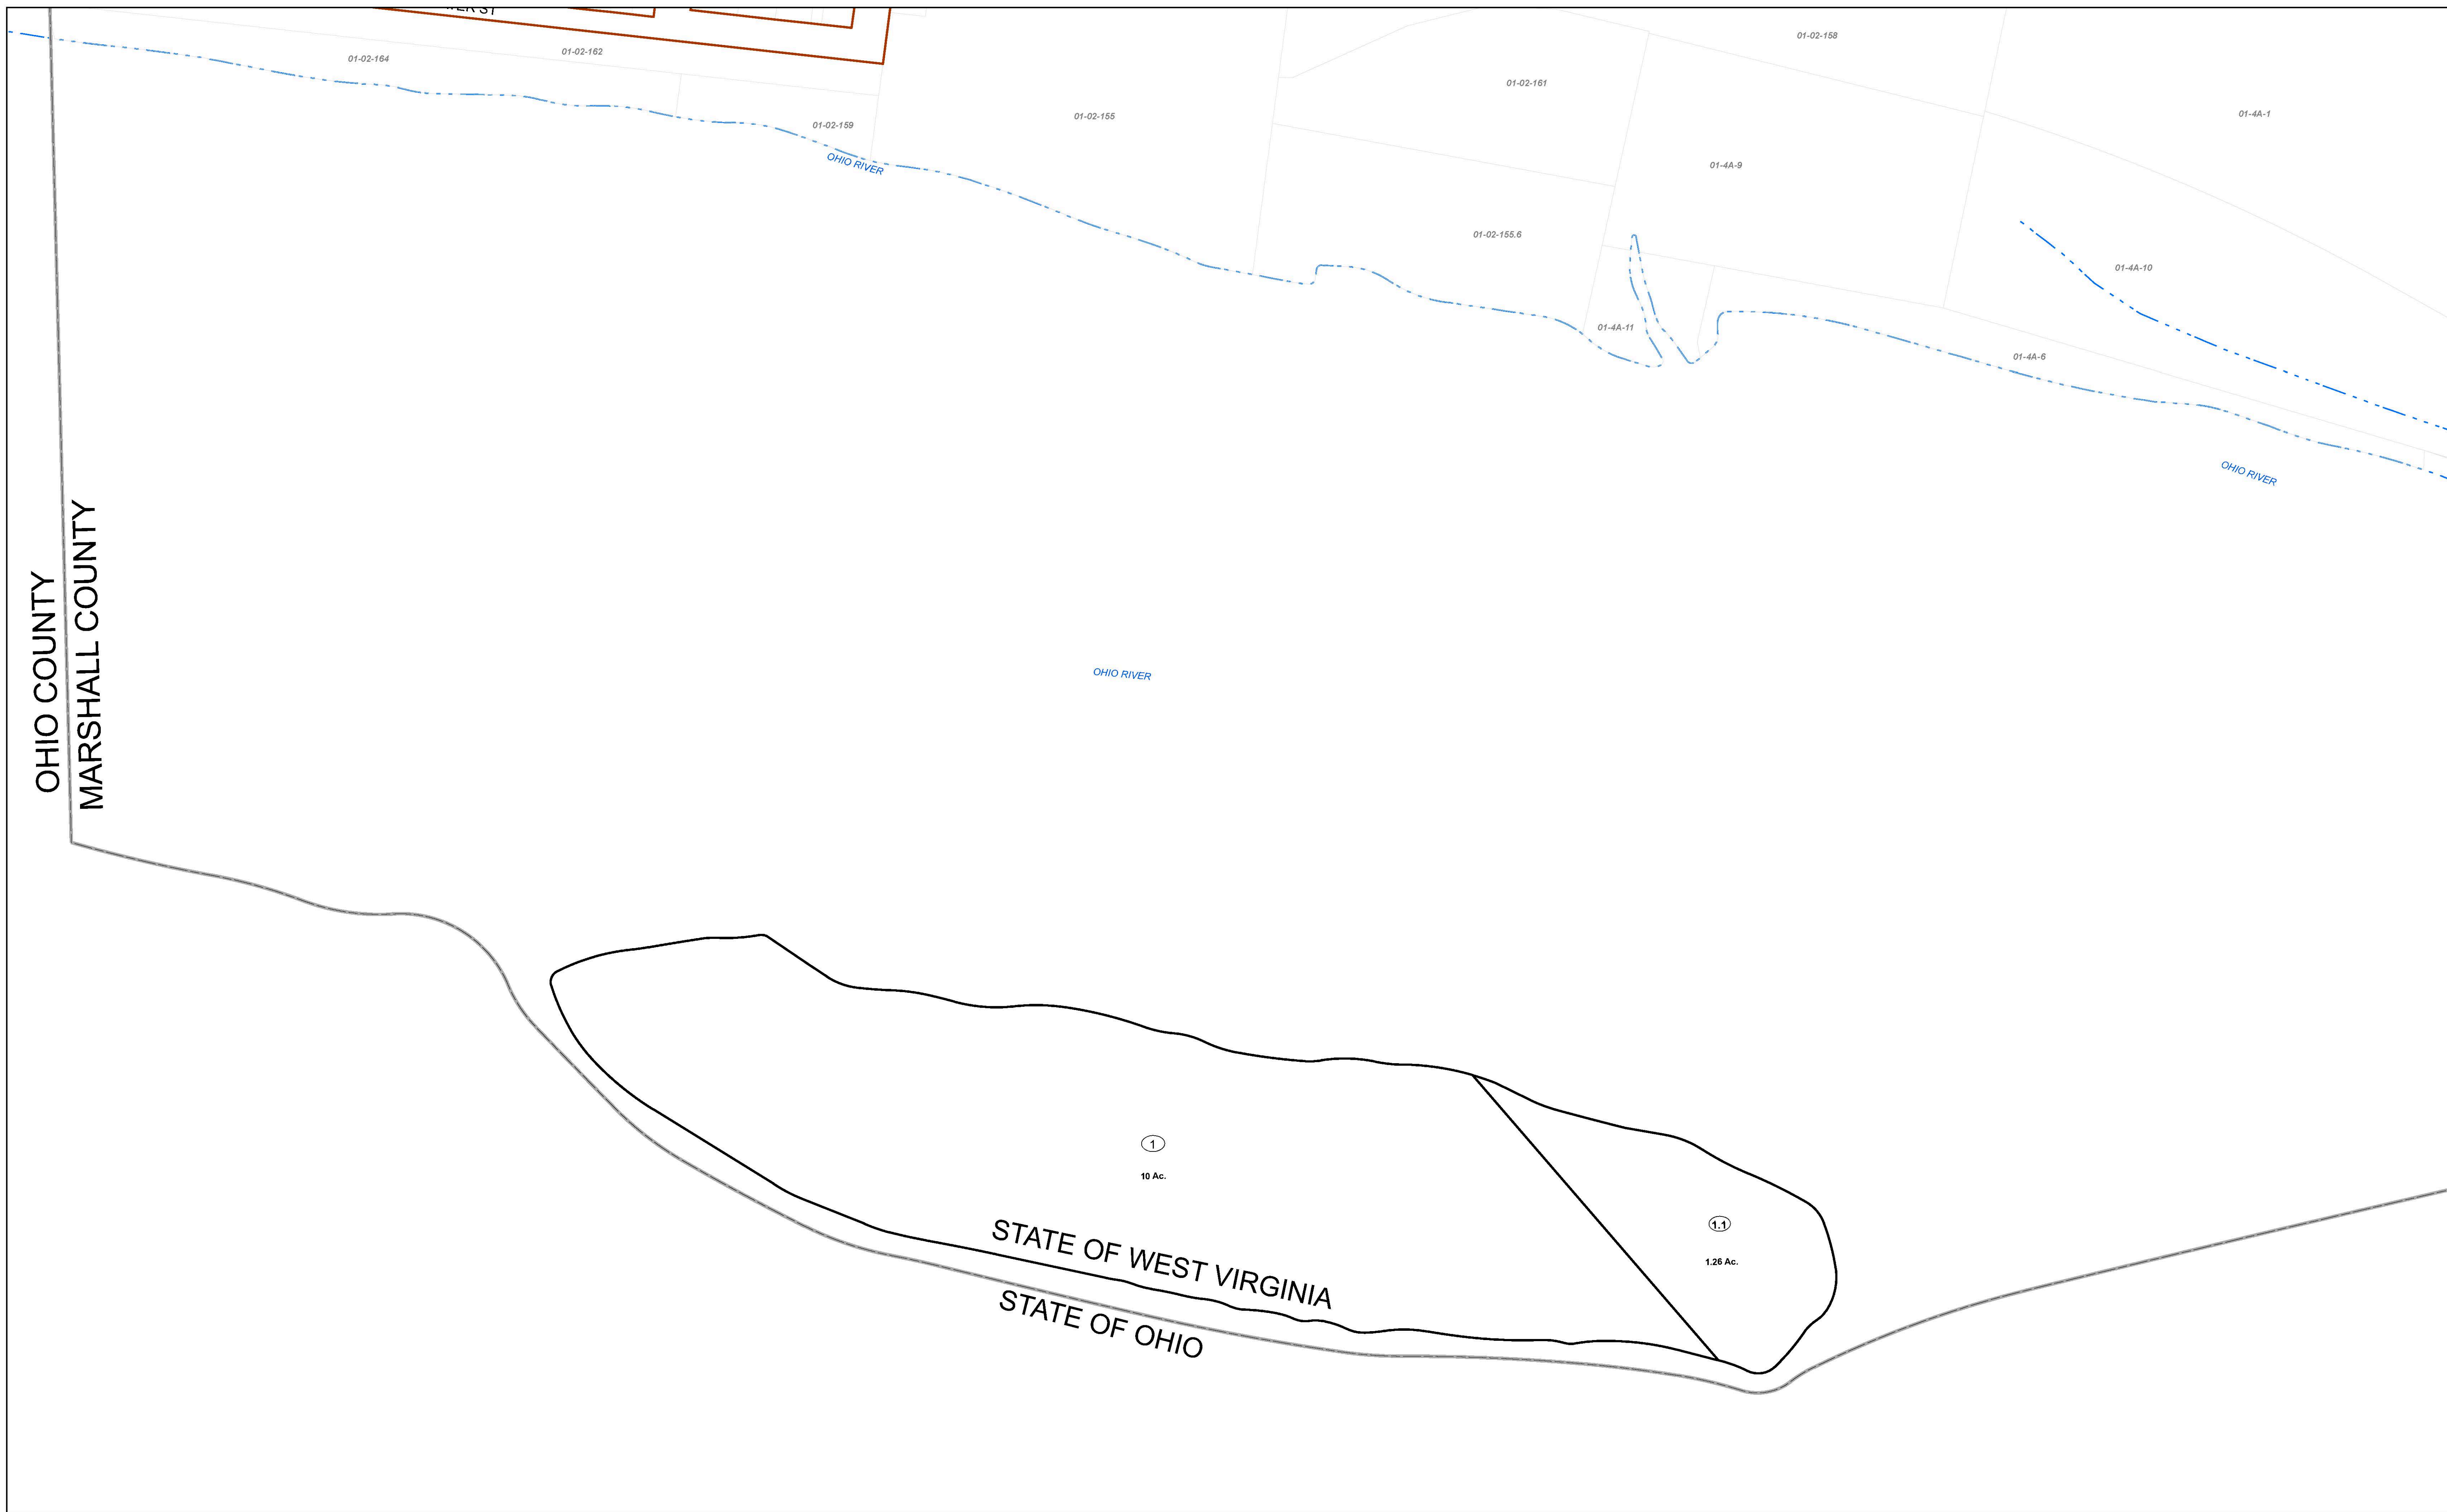 01-02-158
01-02-162
01-02-164
01-02-161
01-4A-1
01-02-155
01-02-159
OHIO RIVER
01-4A-9
01-02-155.6
01-4A-10
01-4A-11
01-4A-6
OHIO RIVER
OHIO COUNTY
MARSHALL COUNTY
OHIO RIVER
1
10 Ac.
1.1
1.26 Ac.
STATE OF WEST VIRGINIA
STATE OF OHIO